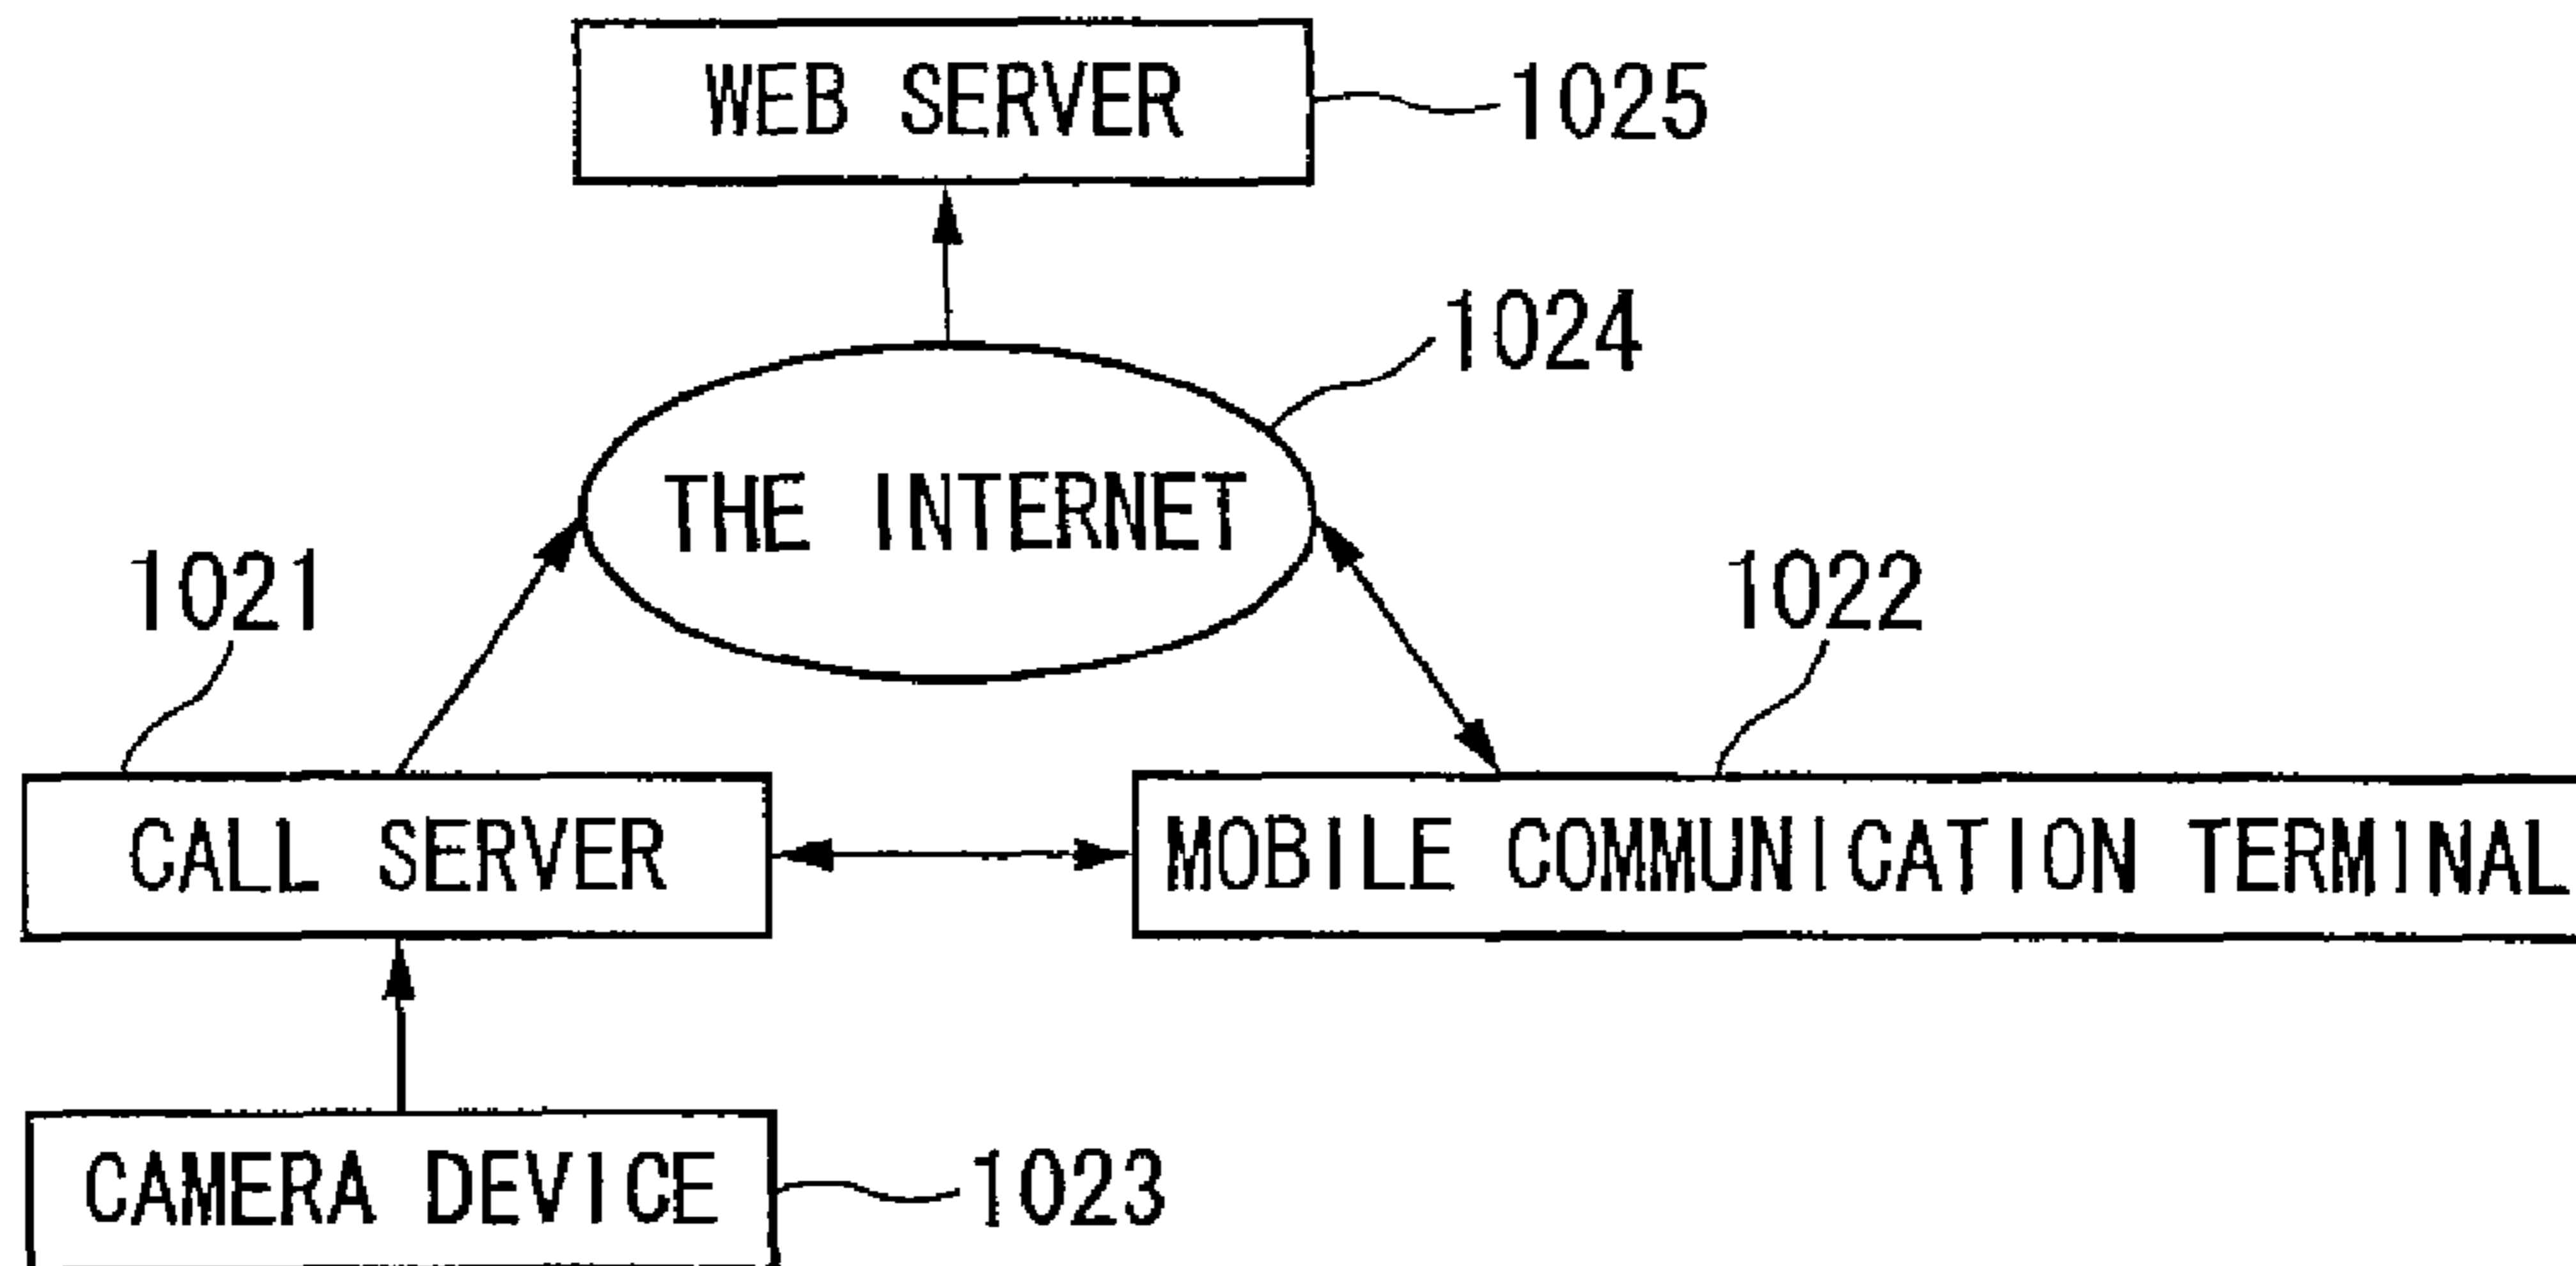 WEB SERVER 1025
1024
THE INTERNET
1021
1022
CALL SERVER
MOBILE COMMUNICATION TERMINAL
CAMERA DEVICE 1023